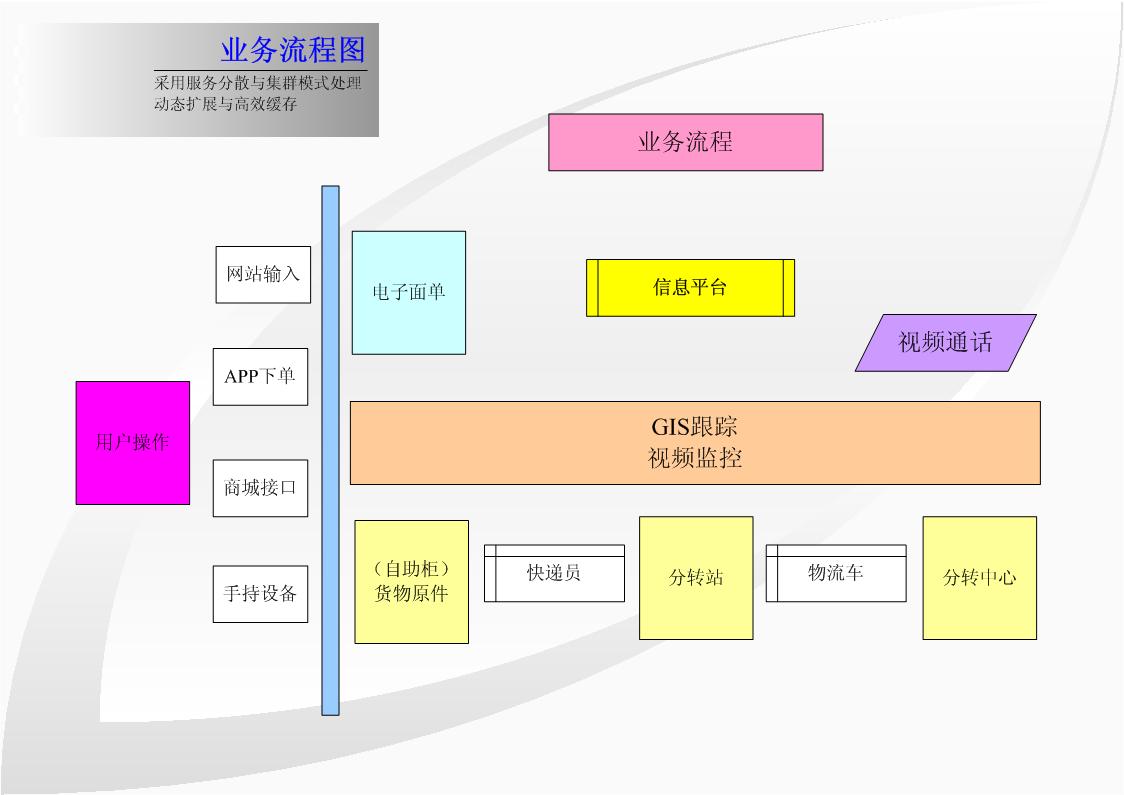 业务流程图
采用服务分散与集群模式处理
动态扩展与高效缓存
业务流程
网站输入
电子面单
信息平台
视频通话
APP下单
用户操作
GIS跟踪
视频监控
商城接口
手持设备
（自助柜）
货物原件
快递员
分转站
物流车
分转中心